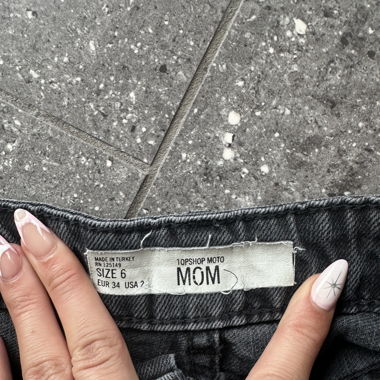 MADE IN TURKEY
RN 125149
SIZE 6
EUR 34 USA 2
TOPSHOP MOTO
MOM